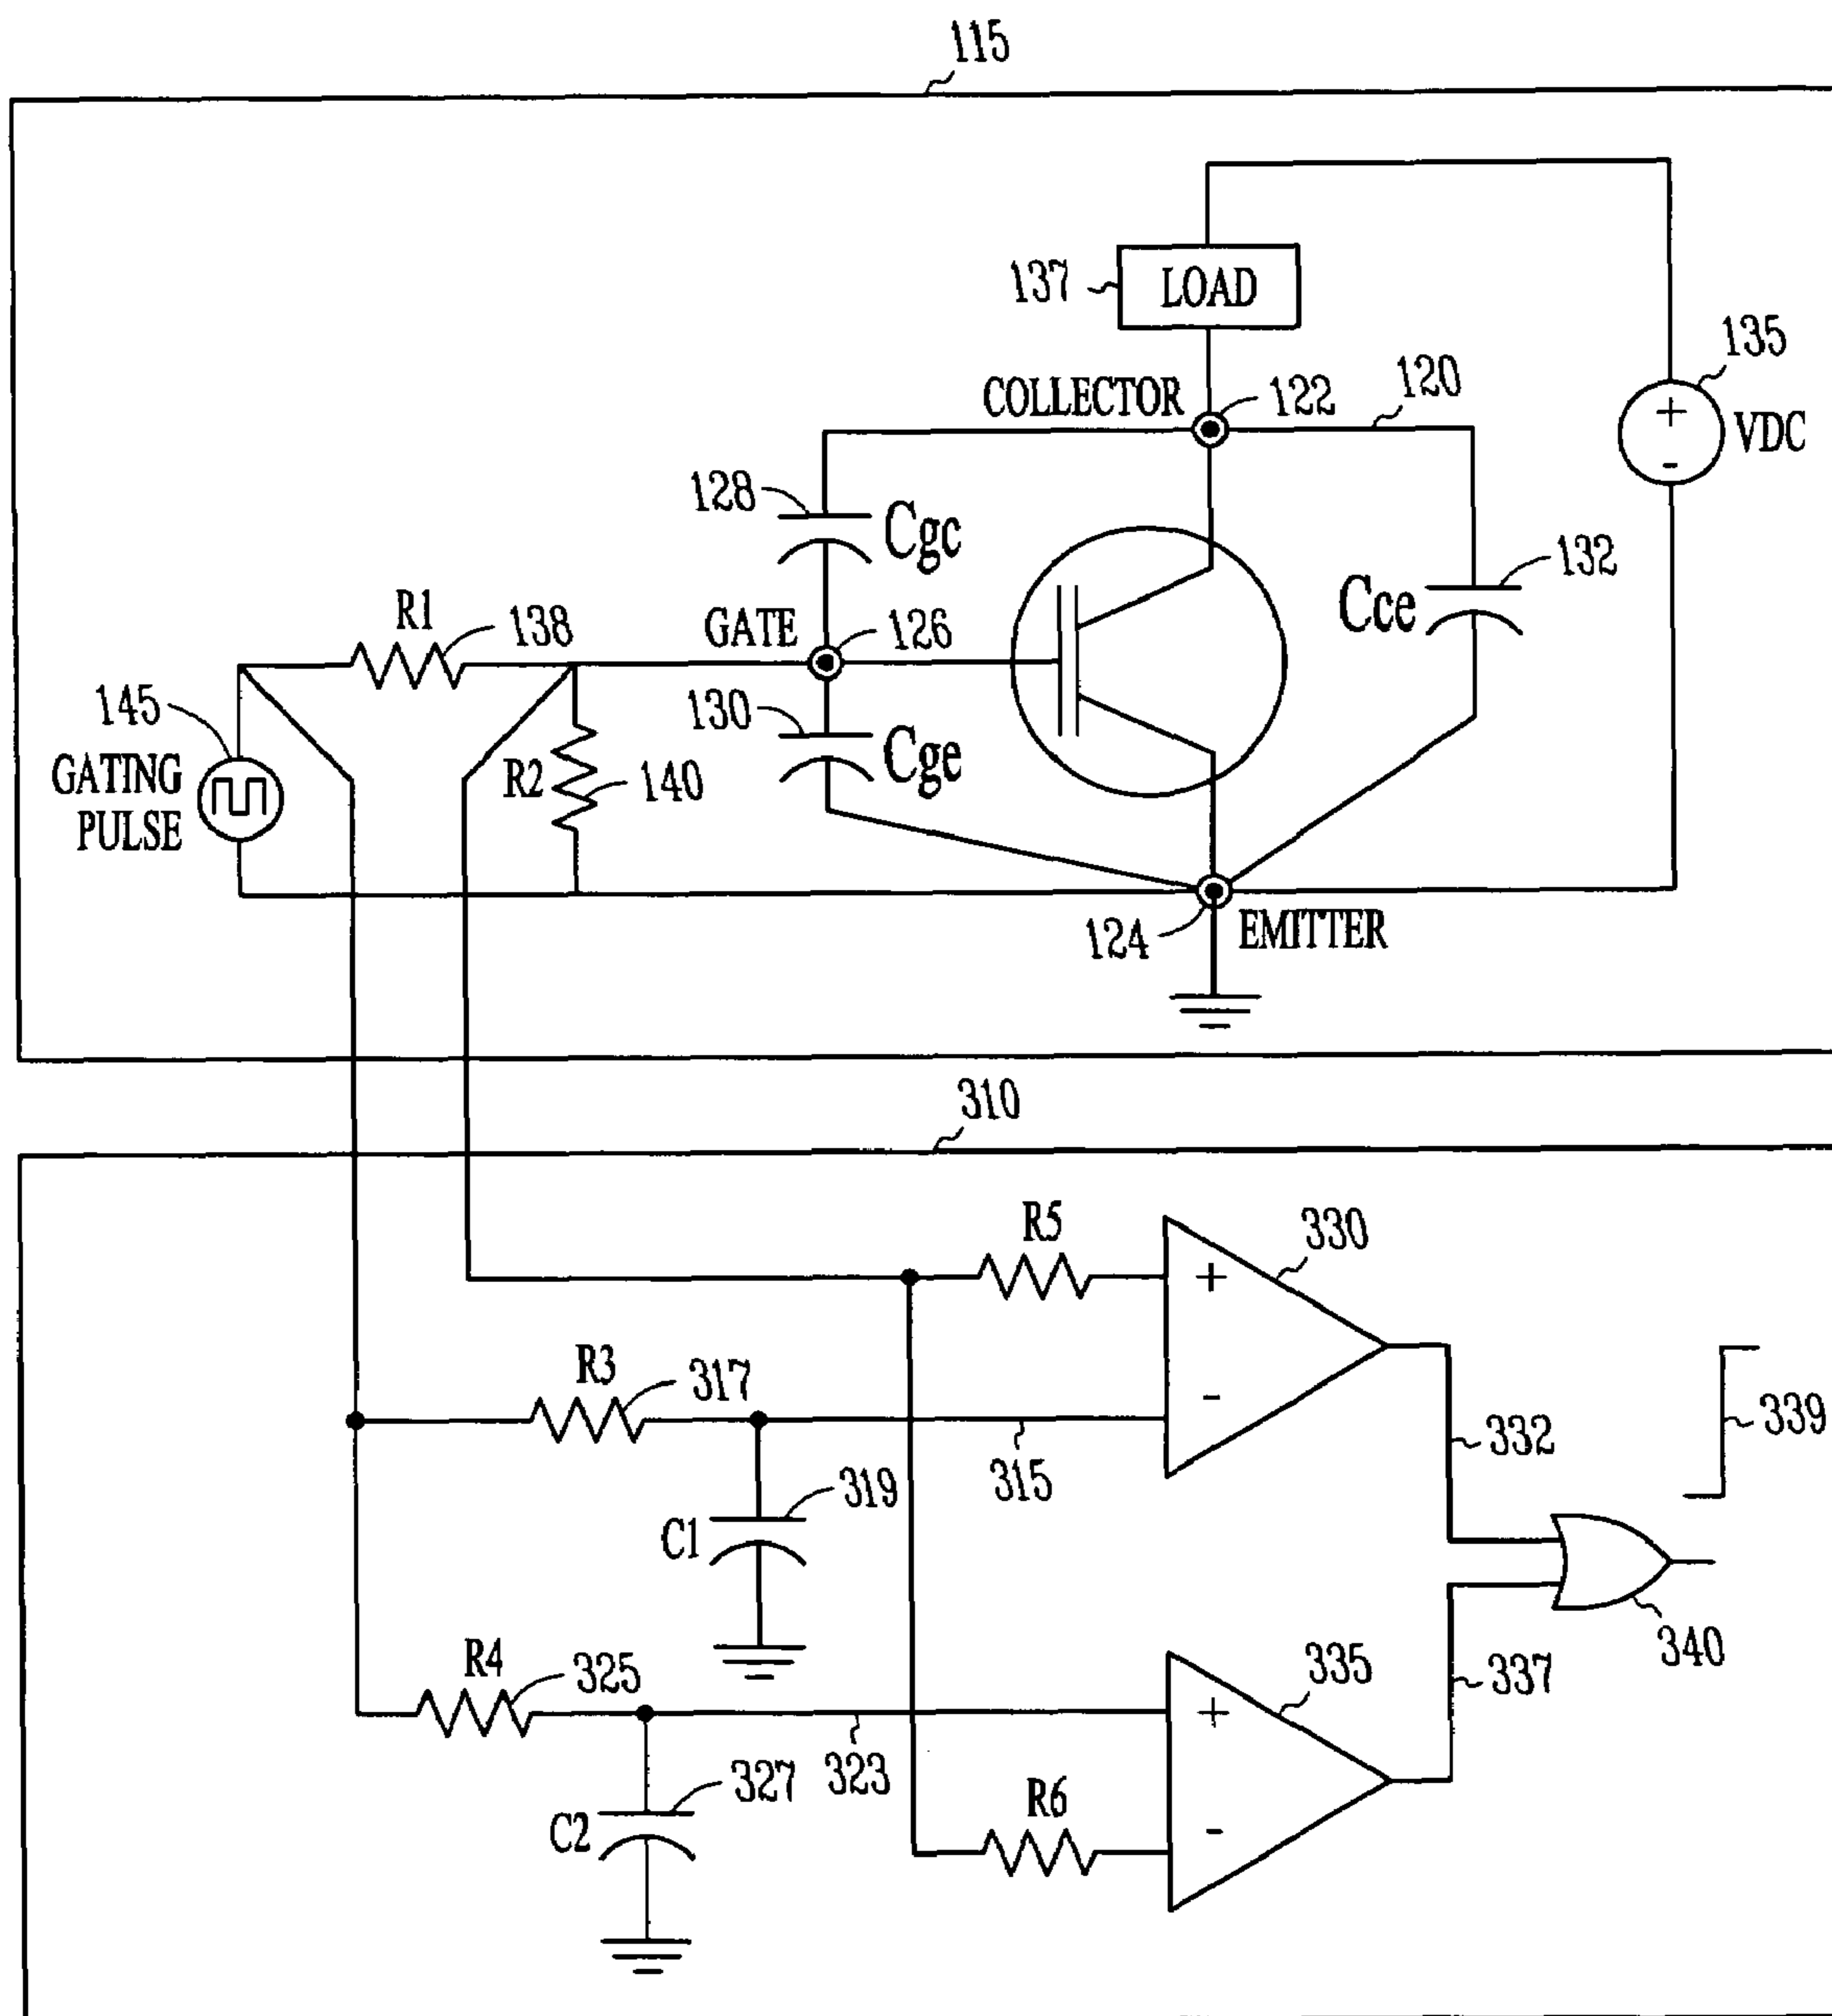 115
137
LOAD
135
COLLECTOR
122
120
+
-
VDC
128
Cgc
132
Cce
R1
138
GATE
126
145
GATING
PULSE
130
Cge
R2
140
124
EMITTER
310
R5
330
+
-
R3
317
315
332
339
319
C1
R4
325
335
+
-
337
340
323
327
C2
R6